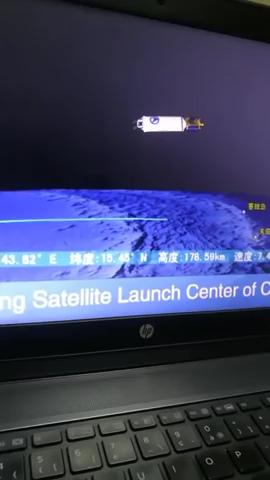 43.82° E 纬度:15.45° N 高度:178.59km 速度:7.4
ng Satellite Launch Center of C
hp